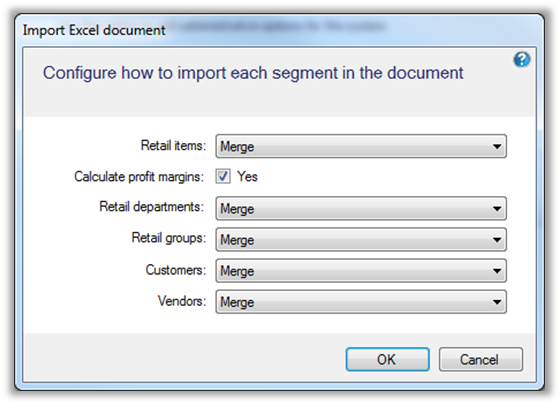 Import Excel document
Configure how to import each segment in the document
Retail items: Merge
Calculate profit margins: Yes
Retail departments: Merge
Retail groups: Merge
Customers: Merge
Vendors: Merge
OK Cancel